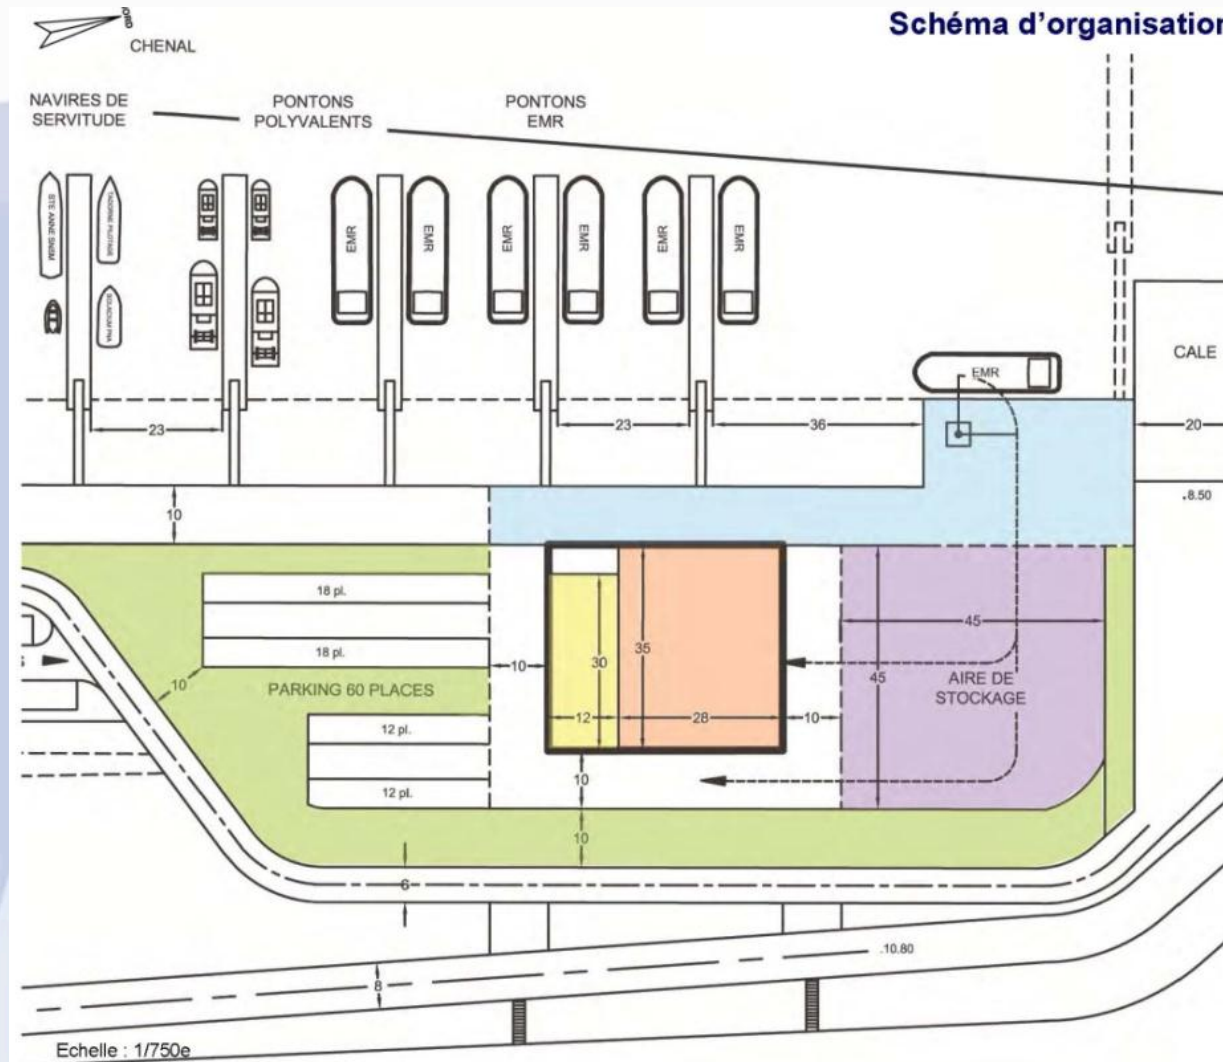 Schéma d'organisation
CHENAL
NAVIRES DE
SERVITUDE
PONTONS
POLYVALENTS
PONTONS
EMR
STE ANNE SNSM
EMR
EMR
EMR
EMR
EMR
EMR
EMR
CALE
23
23
36
20
.8.50
10
18 pl.
18 pl.
10
PARKING 60 PLACES
12 pl.
12 pl.
10
30
35
12
28
10
45
45
AIRE DE
STOCKAGE
10
10
6
8
.10.80
Echelle : 1/750e